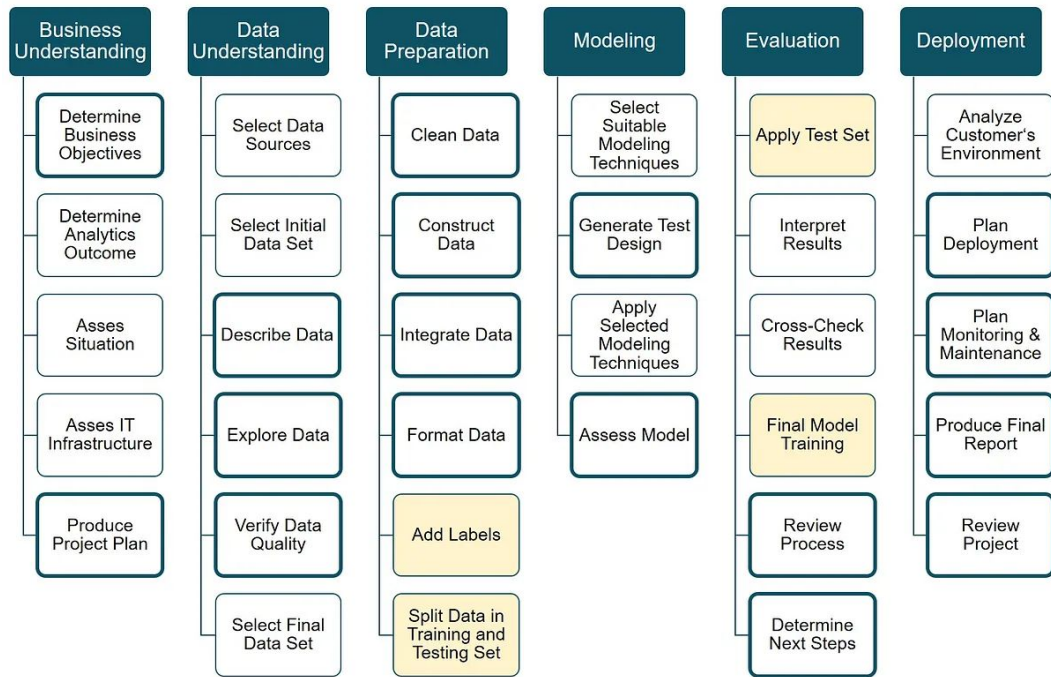 Business
Understanding
Determine
Business
Objectives
Determine
Analytics
Outcome
Asses
Situation
Asses IT
Infrastructure
Produce
Project Plan
Data
Understanding
Select Data
Sources
Select Initial
Data Set
Describe Data
Explore Data
Verify Data
Quality
Select Final
Data Set
Data
Preparation
Clean Data
Construct
Data
Integrate Data
Format Data
Add Labels
Split Data in
Training and
Testing Set
Modeling
Select
Suitable
Modeling
Techniques
Generate Test
Design
Apply
Selected
Modeling
Techniques
Assess Model
Evaluation
Apply Test Set
Interpret
Results
Cross-Check
Results
Final Model
Training
Review
Process
Determine
Next Steps
Deployment
Analyze
Customer‘s
Environment
Plan
Deployment
Plan
Monitoring &
Maintenance
Produce Final
Report
Review
Project